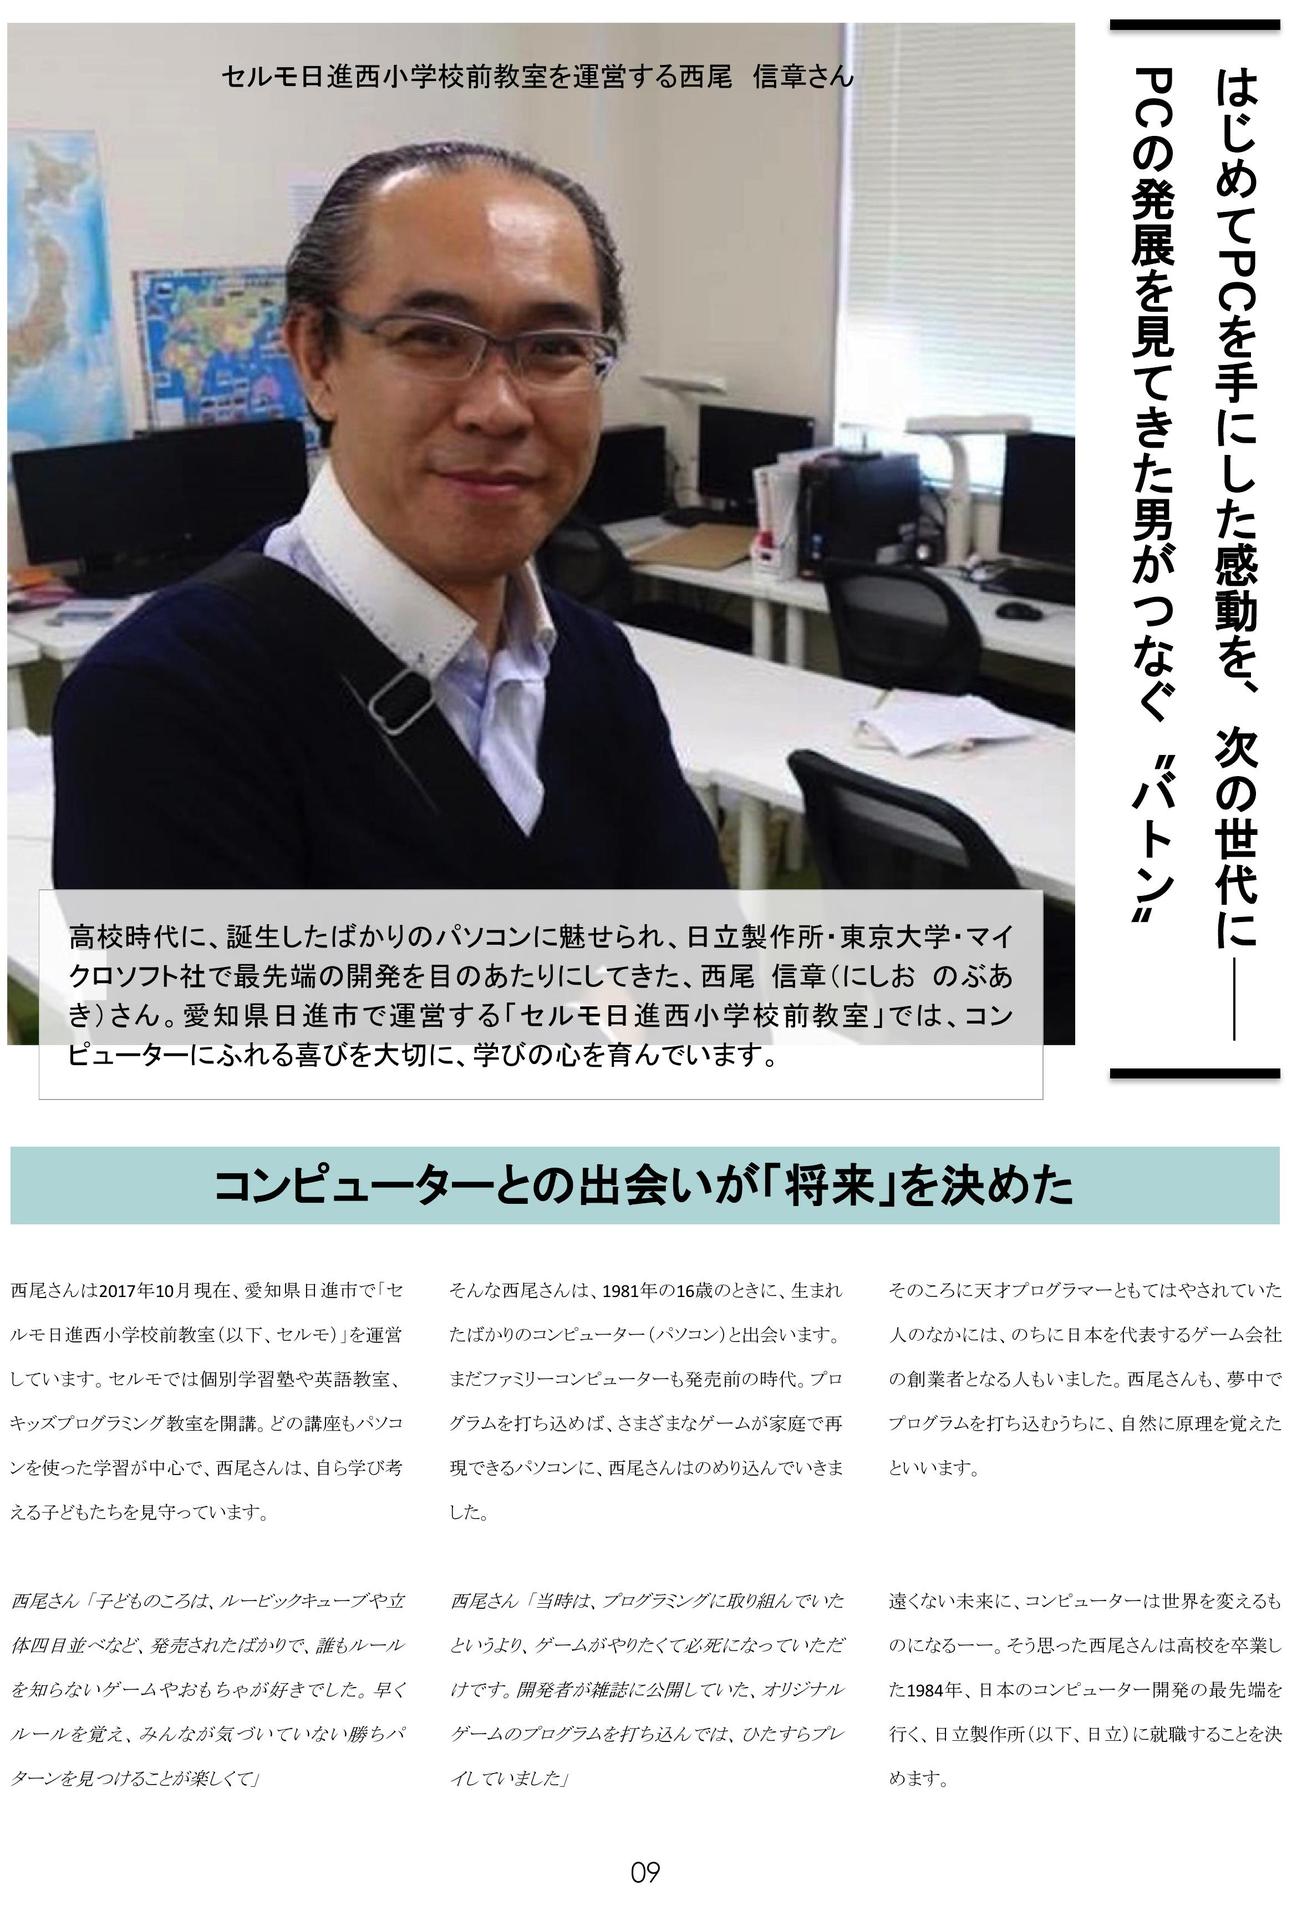 はじめてPCを手にした感動を、次の世代に――
PCの発展を見てきた男がつなぐ〝バトン〟
セルモ日進西小学校前教室を運営する西尾　信章さん
高校時代に、誕生したばかりのパソコンに魅せられ、日立製作所・東京大学・マイ
クロソフト社で最先端の開発を目のあたりにしてきた、西尾 信章（にしお のぶあ
き）さん。愛知県日進市で運営する「セルモ日進西小学校前教室」では、コン
ピューターにふれる喜びを大切に、学びの心を育んでいます。
コンピューターとの出会いが「将来」を決めた
西尾さんは2017年10月現在、愛知県日進市で「セ
ルモ日進西小学校前教室（以下、セルモ）」を運営
しています。セルモでは個別学習塾や英語教室、
キッズプログラミング教室を開講。どの講座もパソコ
ンを使った学習が中心で、西尾さんは、自ら学び考
える子どもたちを見守っています。
西尾さん「子どものころは、ルービックキューブや立
体四目並べなど、発売されたばかりで、誰もルール
を知らないゲームやおもちゃが好きでした。早く
ルールを覚え、みんなが気づいていない勝ちパ
ターンを見つけることが楽しくて」
そんな西尾さんは、1981年の16歳のときに、生まれ
たばかりのコンピューター（パソコン）と出会います。
まだファミリーコンピューターも発売前の時代。プロ
グラムを打ち込めば、さまざまなゲームが家庭で再
現できるパソコンに、西尾さんはのめり込んでいきま
した。
西尾さん「当時は、プログラミングに取り組んでいた
というより、ゲームがやりたくて必死になっていただ
けです。開発者が雑誌に公開していた、オリジナル
ゲームのプログラムを打ち込んでは、ひたすらプレ
イしていました」
そのころに天才プログラマーともてはやされていた
人のなかには、のちに日本を代表するゲーム会社
の創業者となる人もいました。西尾さんも、夢中で
プログラムを打ち込むうちに、自然に原理を覚えた
といいます。
遠くない未来に、コンピューターは世界を変えるも
のになるーー。そう思った西尾さんは高校を卒業し
た1984年、日本のコンピューター開発の最先端を
行く、日立製作所（以下、日立）に就職することを決
めます。
09